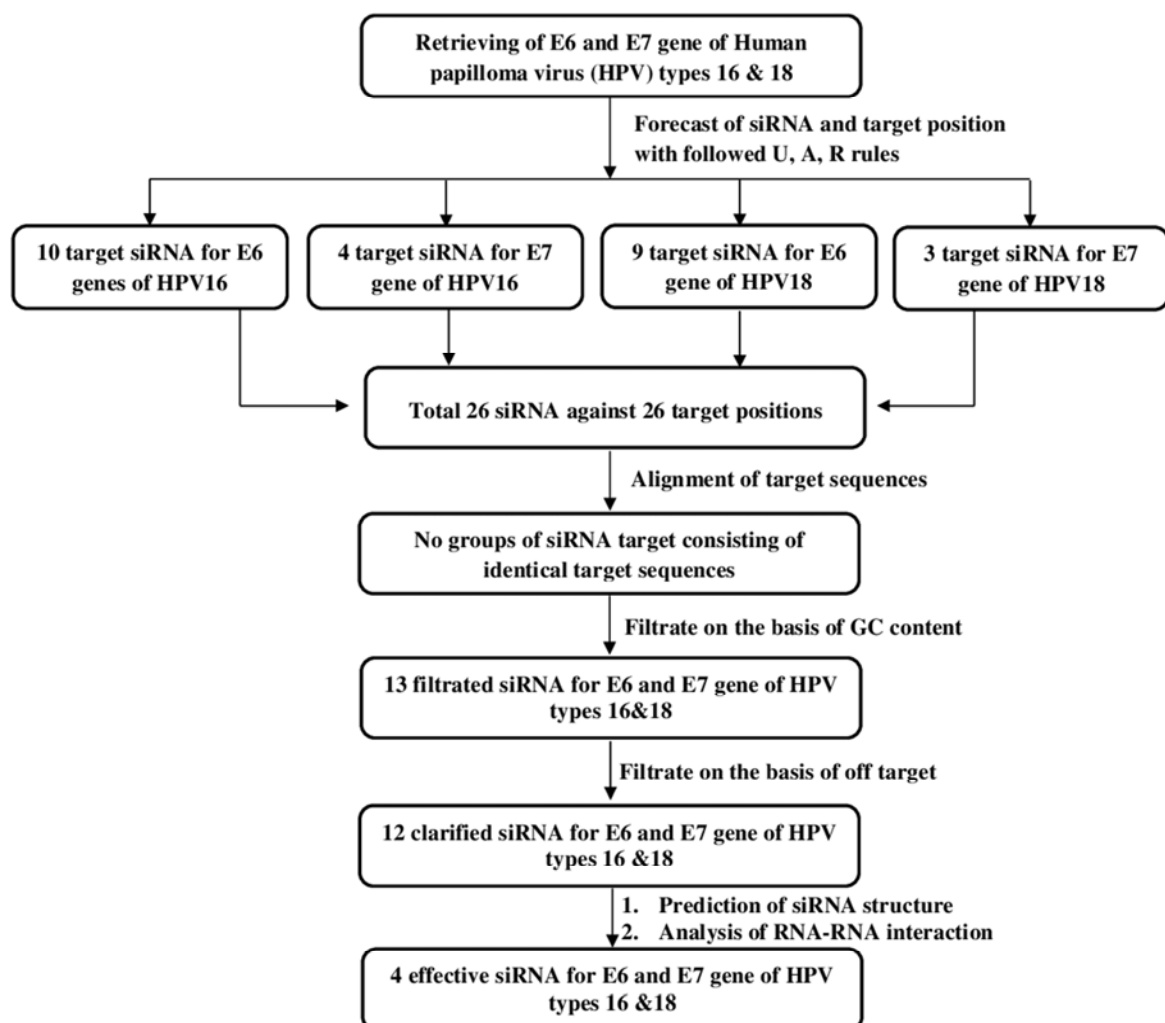 Retrieving of E6 and E7 gene of Human
papilloma virus (HPV) types 16 & 18
Forecast of siRNA and target position
with followed U, A, R rules
10 target siRNA for E6
genes of HPV16
4 target siRNA for E7
gene of HPV16
9 target siRNA for E6
gene of HPV18
3 target siRNA for E7
gene of HPV18
Total 26 siRNA against 26 target positions
Alignment of target sequences
No groups of siRNA target consisting of
identical target sequences
Filtrate on the basis of GC content
13 filtrated siRNA for E6 and E7 gene of HPV
types 16&18
Filtrate on the basis of off target
12 clarified siRNA for E6 and E7 gene of HPV
types 16 &18
1. Prediction of siRNA structure
2. Analysis of RNA-RNA interaction
4 effective siRNA for E6 and E7 gene of HPV
types 16 &18